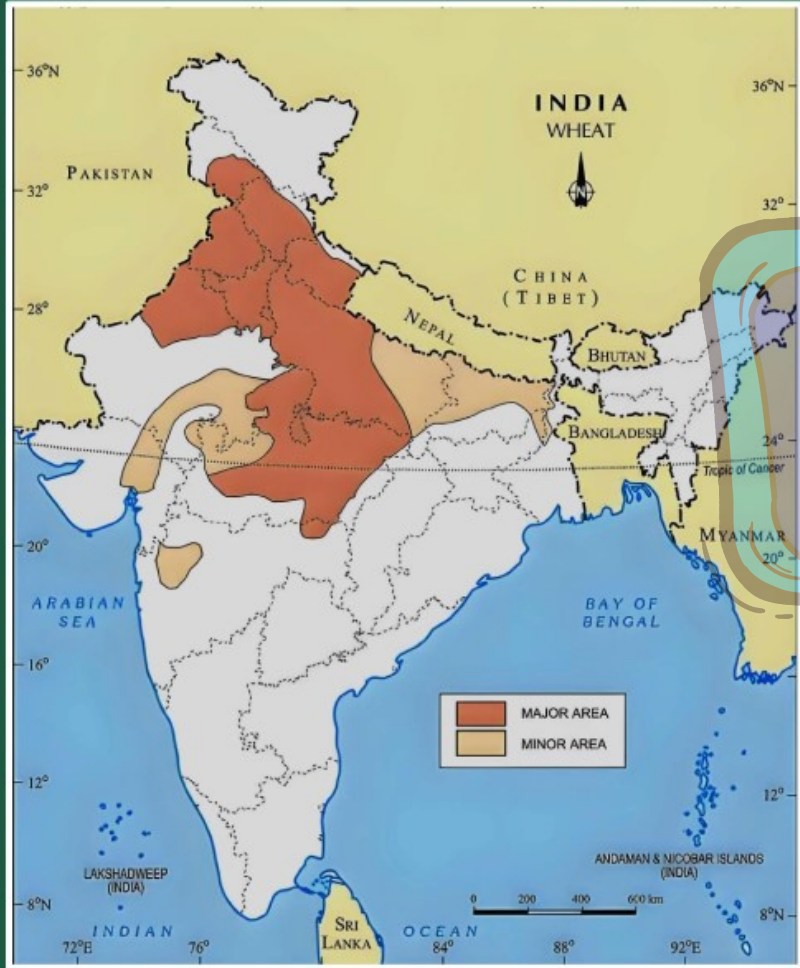 INDIA
WHEAT
N
36°N
36°N
PAKISTAN
32°
32°
CHINA
(TIBET)
28°
NEPAL
BHUTAN
BANGLADESH
24°
24°
Tropic of Cancer
MYANMAR
20°
20°
ARABIAN
SEA
BAY OF
BENGAL
16°
MAJOR AREA
MINOR AREA
12°
12°
LAKSHADWEEP
(INDIA)
ANDAMAN & NICOBAR ISLANDS
(INDIA)
0 200 400 600 km
8°N
8°N
INDIAN
OCEAN
SRI
LANKA
72°E
76°
84°
88°
92°E